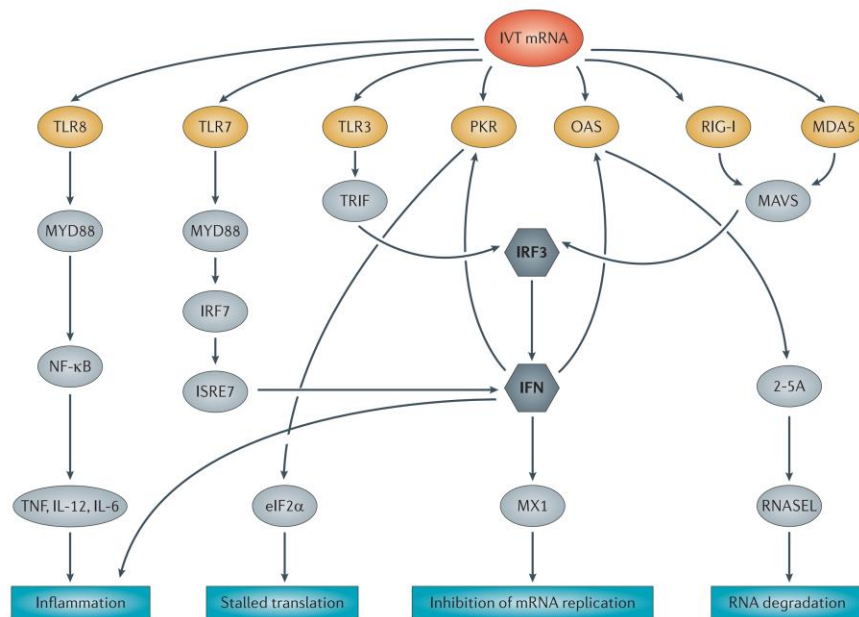 IVT mRNA
TLR8
TLR7
TLR3
PKR
OAS
RIG-I
MDA5
TRIF
MAVS
MYD88
MYD88
IRF3
IRF7
NF-κB
ISRE7
IFN
2-5A
TNF, IL-12, IL-6
eIF2α
MX1
RNASEL
Inflammation
Stalled translation
Inhibition of mRNA replication
RNA degradation